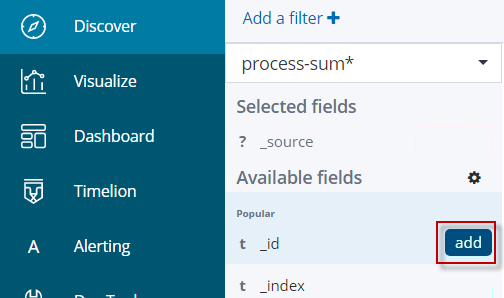 Discover
Visualize
Dashboard
Timelion
A Alerting
Add a filter +
process-sum*
Selected fields
? _source
Available fields
Popular
t _id add
t _index